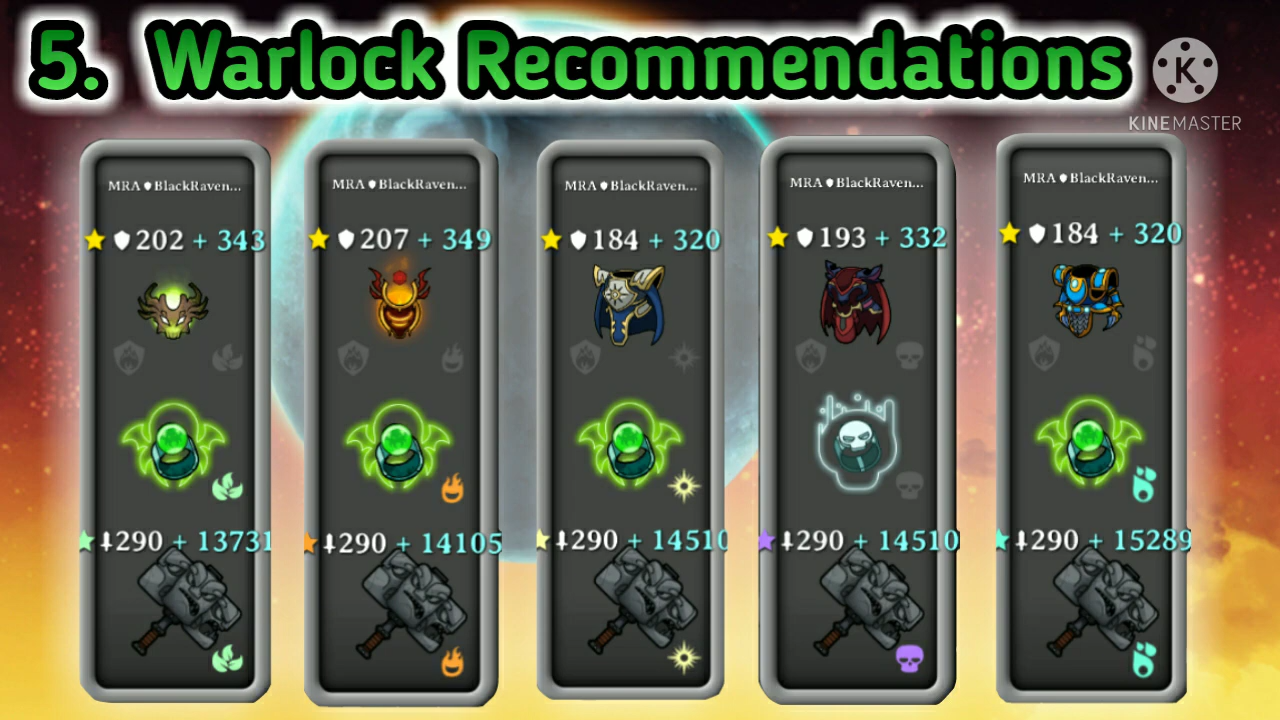 5. Warlock Recommendations
K
KINEMASTER
MRA BlackRaven...
202 + 343
290 + 13731
MRA BlackRaven...
207 + 349
290 + 14105
MRA BlackRaven...
184 + 320
290 + 14510
MRA BlackRaven...
193 + 332
290 + 14510
MRA BlackRaven...
184 + 320
290 + 15289